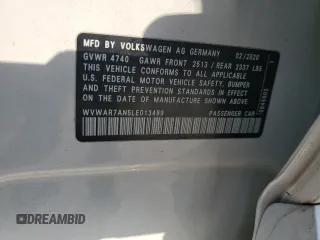 MFD BY VOLKSWAGEN AG GERMANY 02/2020
GVWR 4740 GAWR FRONT 2513 / REAR 2337 LBS
THIS VEHICLE CONFORMS TO ALL APPLICABLE
U.S. FEDERAL MOTOR VEHICLE SAFETY, BUMPER,
AND THEFT PREVENTION STANDARDS IN EFFECT ON
THE DATE OF MANUFACTURE SHOWN ABOVE
WVWAR7AN5LE013499 PASSENGER CAR
DREAMBID